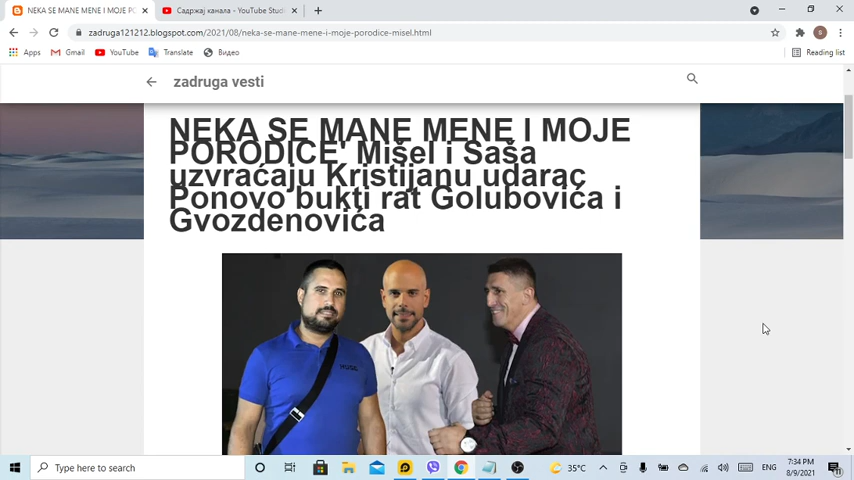 NEKA SE MANE MENE I MOJE PO
Садржај канала - YouTube Studi
zadruga121212.blogspot.com/2021/08/neka-se-mane-mene-i-moje-porodice-misel.html
B
Apps
Gmail
YouTube
Translate
Видео
Reading list
zadruga vesti
NEKA SE MANE MENE I MOJE
PORODICE' Mišel i Saša
uzvraćaju Kristijanu udarac
Ponovo bukti rat Golubovića i
Gvozdenovića
Type here to search
35°C
ENG
7:34 PM
8/9/2021